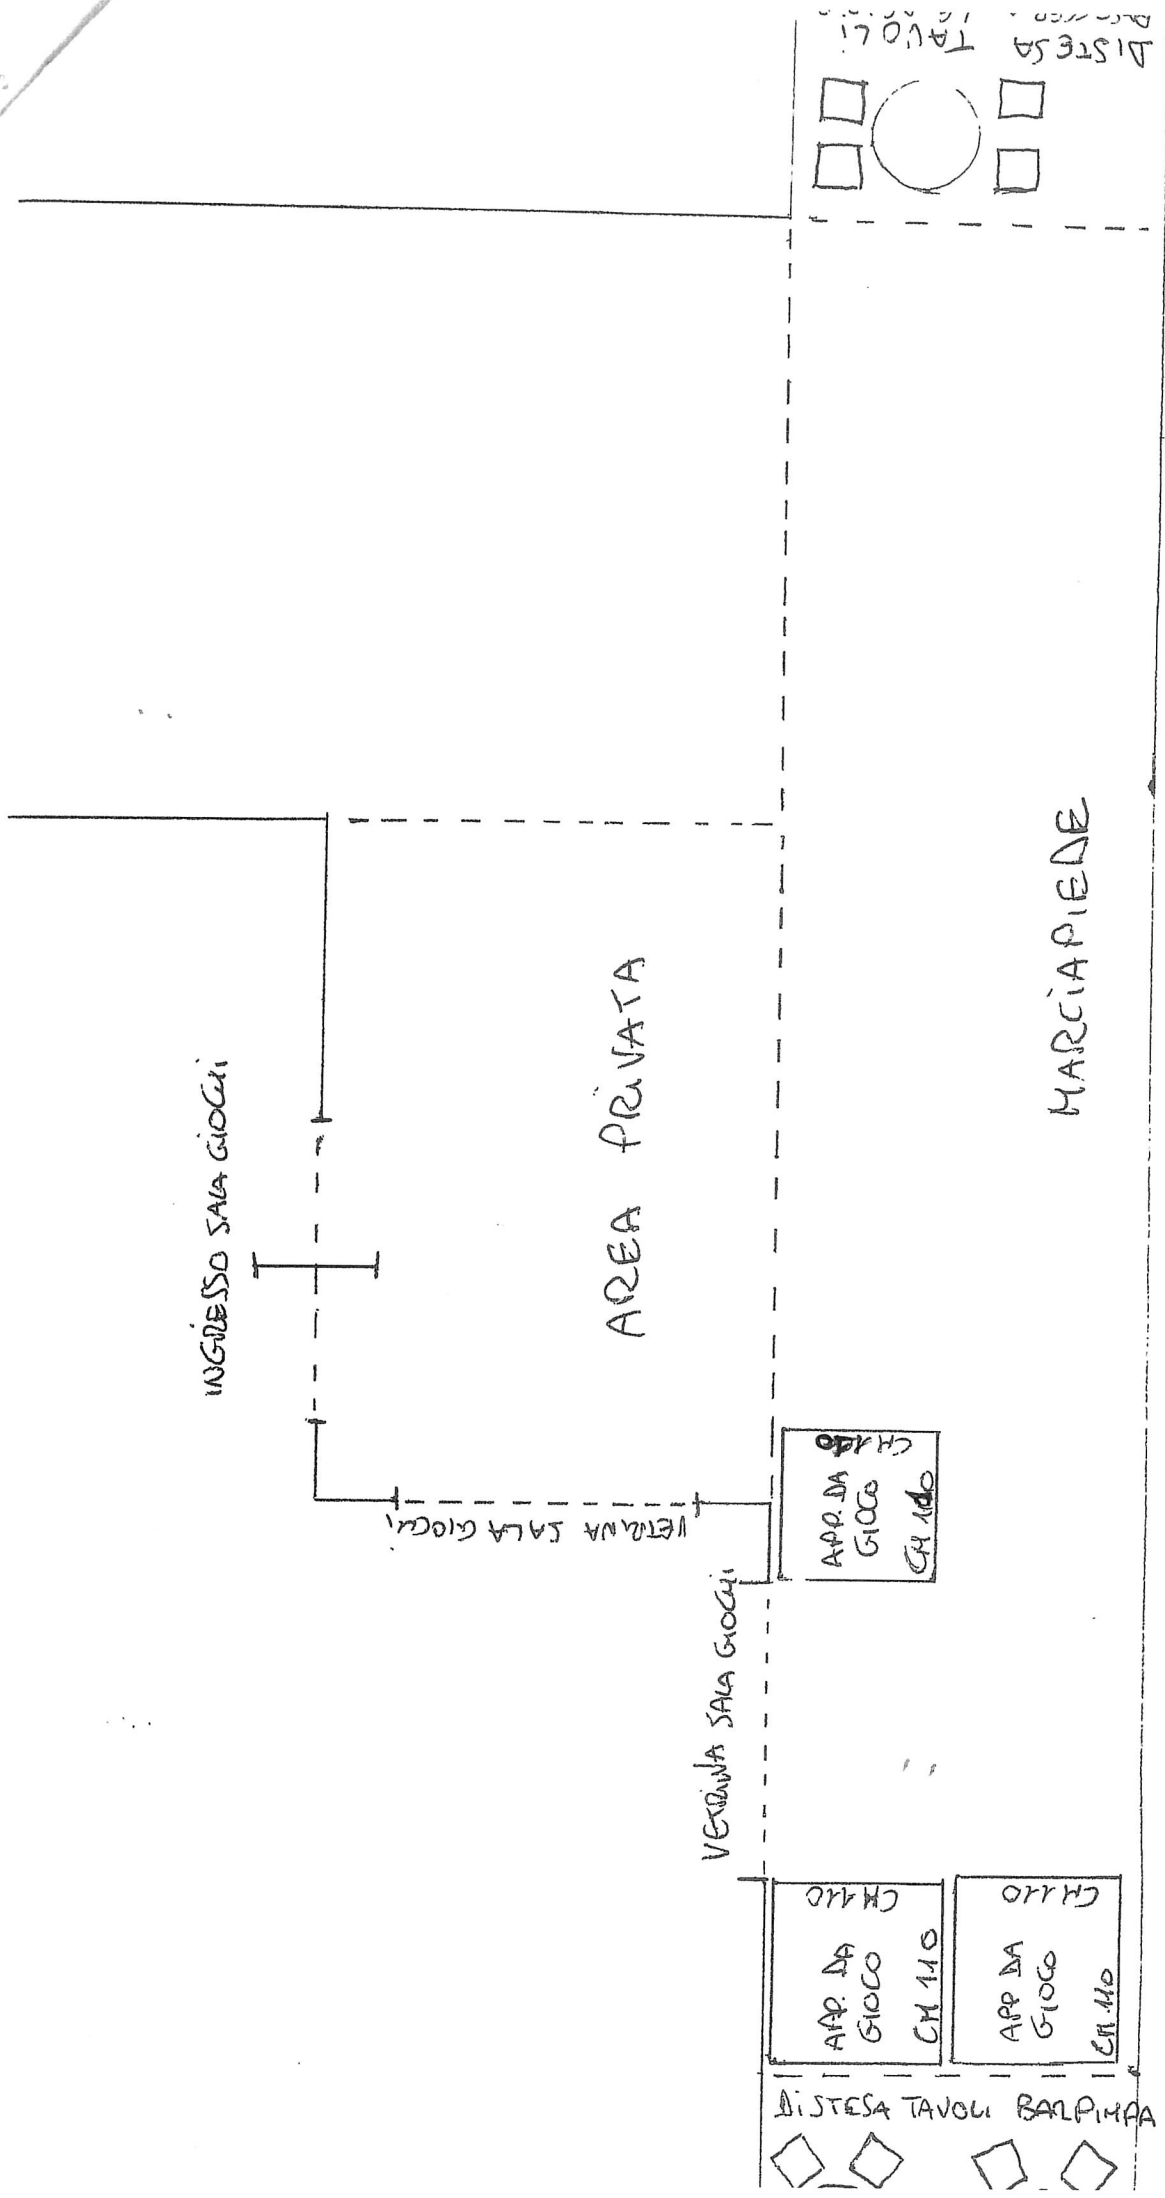 DISTESA TAVOLI
INGRESSO SALA GIOCHI
AREA PRIVATA
MARCIAPIEDE
VETRINA SALA GIOCHI
VETRINA SALA GIOCHI
APP. DA
GIOCO
CM 110
CM 110
APP. DA
GIOCO
CM 110
CM 110
APP DA
GIOCO
CM 110
CM 110
DISTESA TAVOLI BAR PIMPA